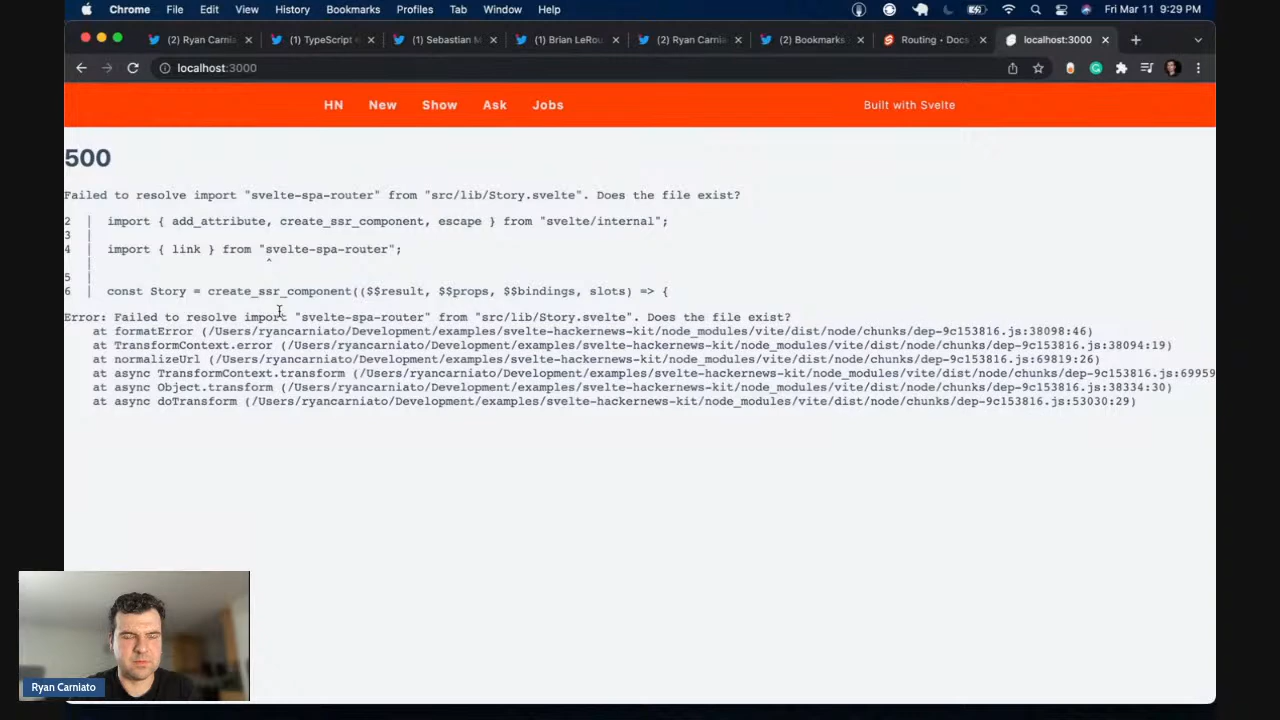 Chrome File Edit View History Bookmarks Profiles Tab Window Help Fri Mar 11 9:29 PM
(2) Ryan Carnia (1) TypeScript (1) Sebastian M (1) Brian LeRou (2) Ryan Carnia (2) Bookmarks Routing • Docs localhost:3000
localhost:3000
HN New Show Ask Jobs Built with Svelte
500
Failed to resolve import "svelte-spa-router" from "src/lib/Story.svelte". Does the file exist?
2 | import { add_attribute, create_ssr_component, escape } from "svelte/internal";
3 |
4 | import { link } from "svelte-spa-router";
| ^
5 |
6 | const Story = create_ssr_component(($$result, $$props, $$bindings, slots) => {
Error: Failed to resolve import "svelte-spa-router" from "src/lib/Story.svelte". Does the file exist?
at formatError (/Users/ryancarniato/Development/examples/svelte-hackernews-kit/node_modules/vite/dist/node/chunks/dep-9c153816.js:38098:46)
at TransformContext.error (/Users/ryancarniato/Development/examples/svelte-hackernews-kit/node_modules/vite/dist/node/chunks/dep-9c153816.js:38094:19)
at normalizeUrl (/Users/ryancarniato/Development/examples/svelte-hackernews-kit/node_modules/vite/dist/node/chunks/dep-9c153816.js:69819:26)
at async TransformContext.transform (/Users/ryancarniato/Development/examples/svelte-hackernews-kit/node_modules/vite/dist/node/chunks/dep-9c153816.js:69959
at async Object.transform (/Users/ryancarniato/Development/examples/svelte-hackernews-kit/node_modules/vite/dist/node/chunks/dep-9c153816.js:38334:30)
at async doTransform (/Users/ryancarniato/Development/examples/svelte-hackernews-kit/node_modules/vite/dist/node/chunks/dep-9c153816.js:53030:29)
Ryan Carniato